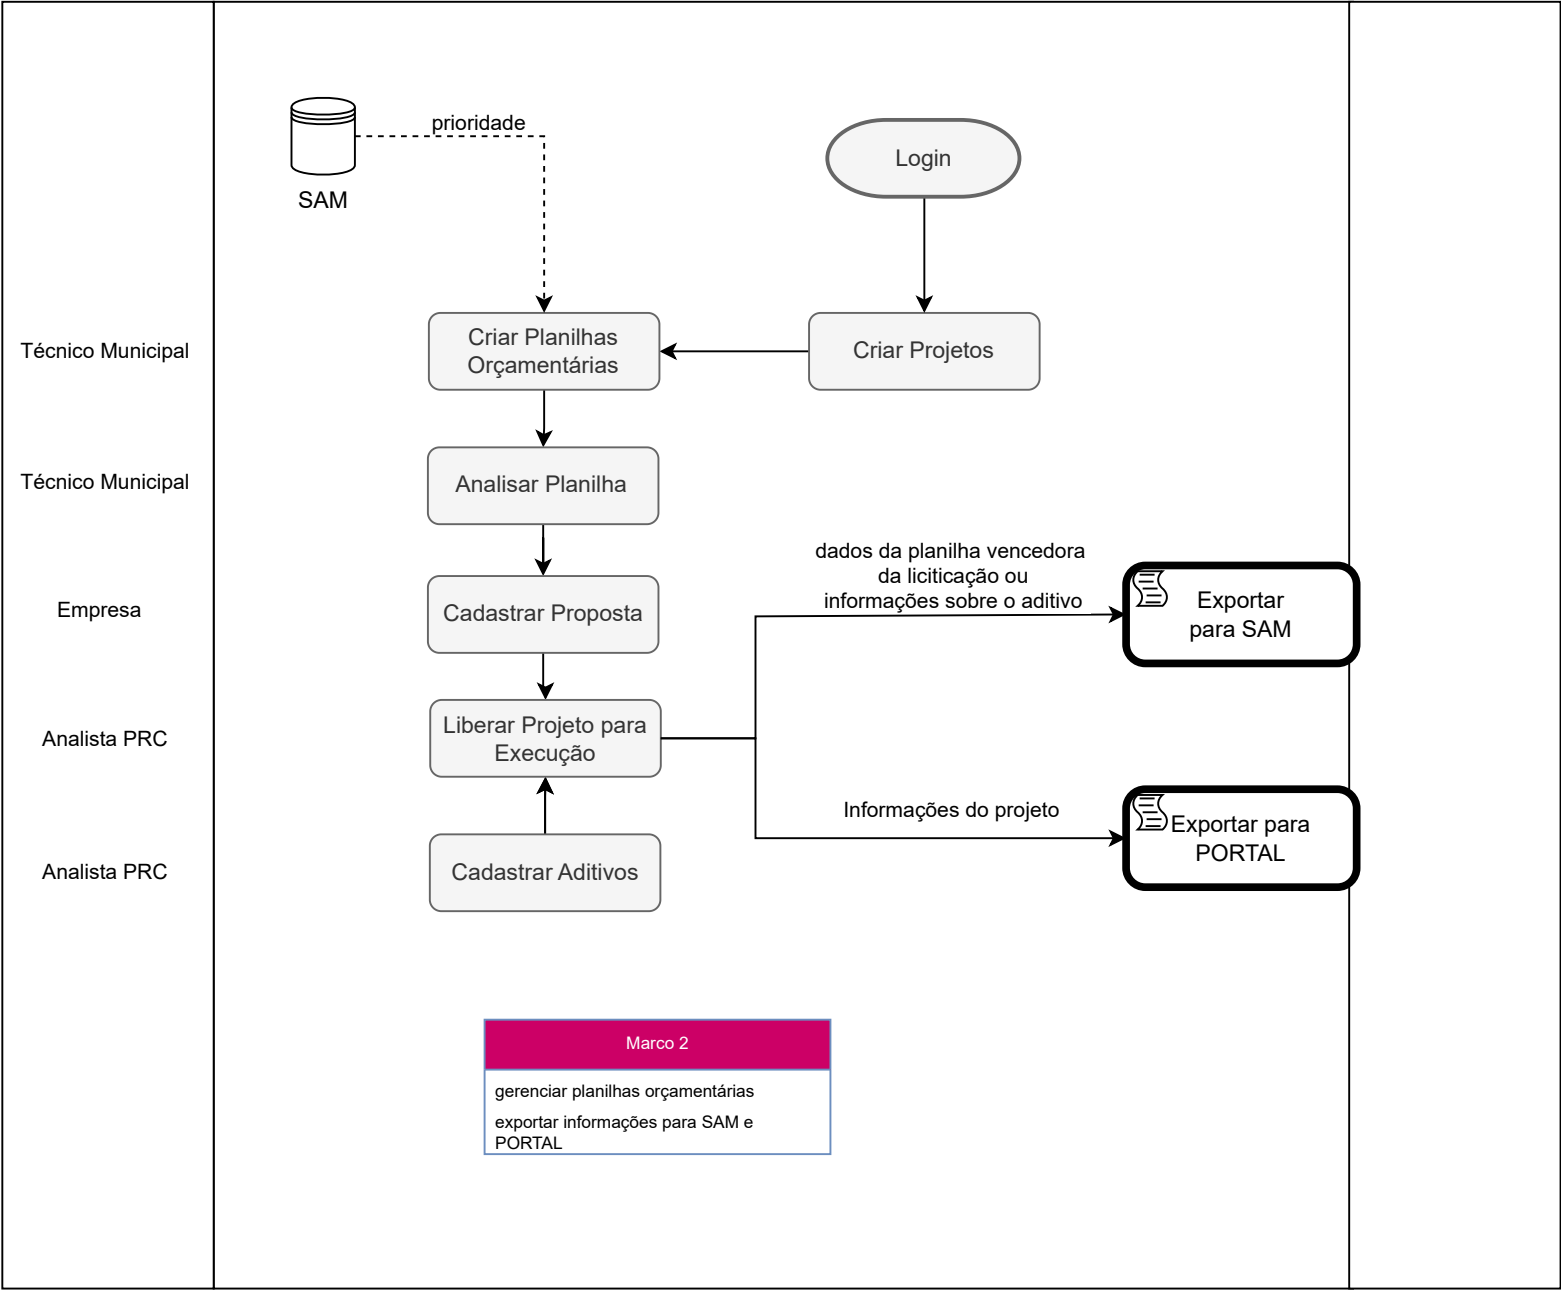 prioridade
Login
SAM
Técnico Municipal
Criar Planilhas
Orçamentárias
Criar Projetos
Técnico Municipal
Analisar Planilha
dados da planilha vencedora
da liciticação ou
informações sobre o aditivo
Empresa
Cadastrar Proposta
Exportar
para SAM
Analista PRC
Liberar Projeto para
Execução
Informações do projeto
Exportar para
PORTAL
Analista PRC
Cadastrar Aditivos
Marco 2
gerenciar planilhas orçamentárias
exportar informações para SAM e
PORTAL